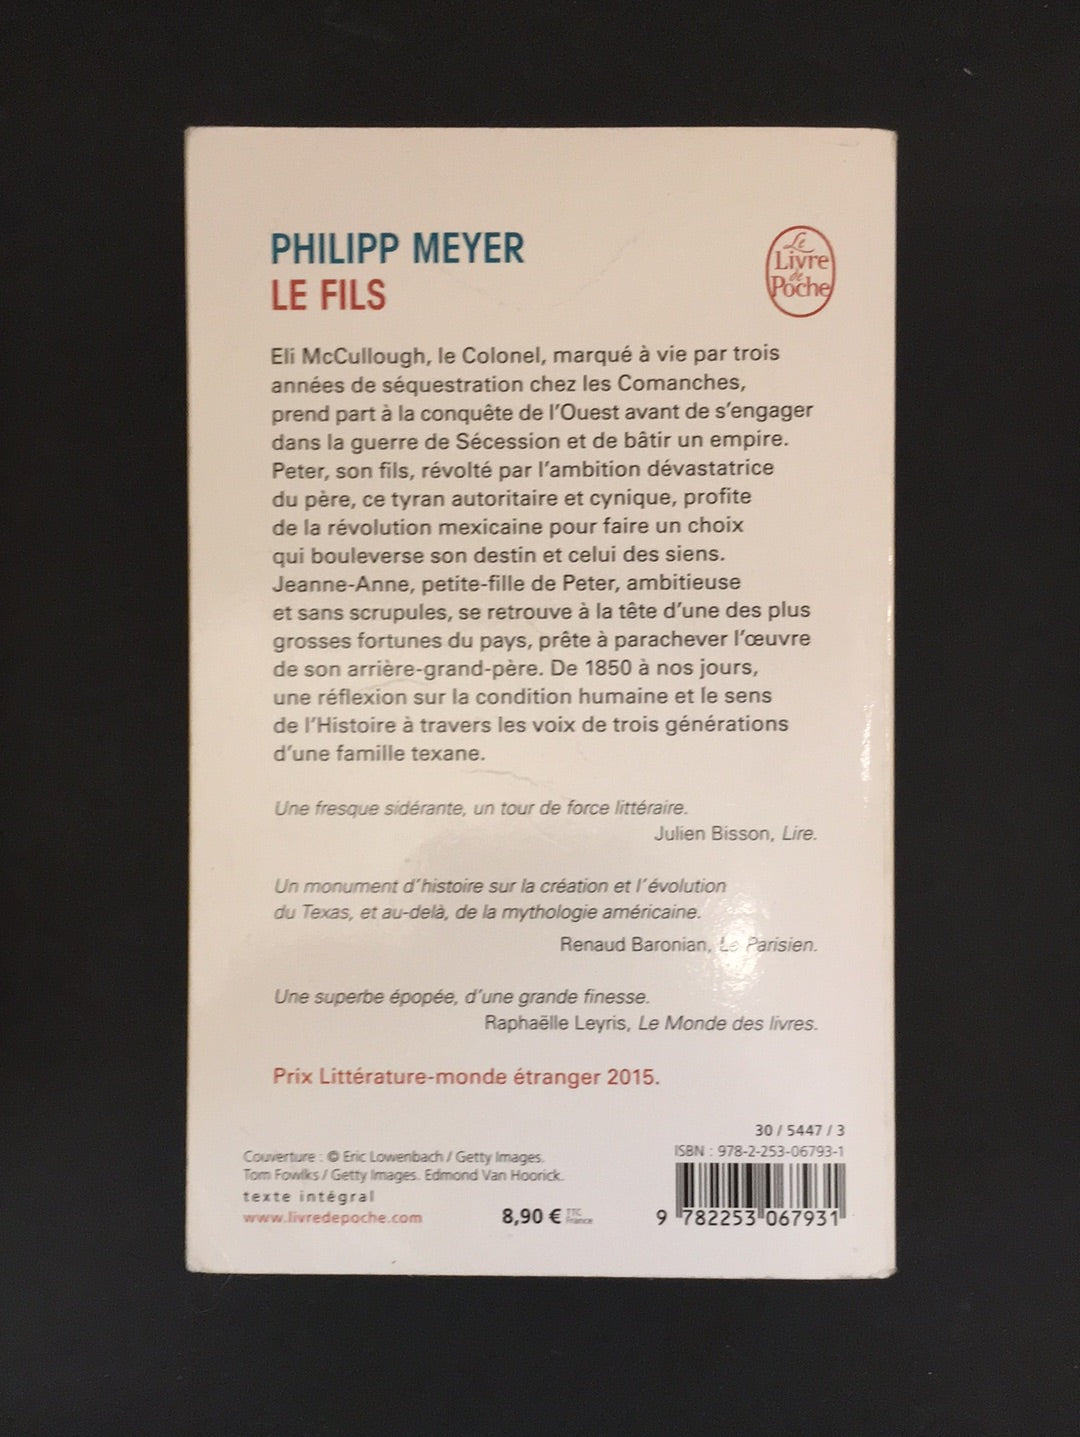 PHILIPP MEYER
LE FILS
Le
Livre
de
Poche
Eli McCullough, le Colonel, marqué à vie par trois
années de séquestration chez les Comanches,
prend part à la conquête de l'Ouest avant de s'engager
dans la guerre de Sécession et de bâtir un empire.
Peter, son fils, révolté par l'ambition dévastatrice
du père, ce tyran autoritaire et cynique, profite
de la révolution mexicaine pour faire un choix
qui bouleverse son destin et celui des siens.
Jeanne-Anne, petite-fille de Peter, ambitieuse
et sans scrupules, se retrouve à la tête d'une des plus
grosses fortunes du pays, prête à parachever l'œuvre
de son arrière-grand-père. De 1850 à nos jours,
une réflexion sur la condition humaine et le sens
de l'Histoire à travers les voix de trois générations
d'une famille texane.
Une fresque sidérante, un tour de force littéraire.
Julien Bisson, Lire.
Un monument d'histoire sur la création et l'évolution
du Texas, et au-delà, de la mythologie américaine.
Renaud Baronian, Le Parisien.
Une superbe épopée, d'une grande finesse.
Raphaëlle Leyris, Le Monde des livres.
Prix Littérature-monde étranger 2015.
Couverture : © Eric Lowenbach / Getty Images.
Tom Fowlks / Getty Images. Edmond Van Hoorick.
texte intégral
www.livredepoche.com
8,90 € TTC
France
30 / 5447 / 3
ISBN : 978-2-253-06793-1
9 782253 067931